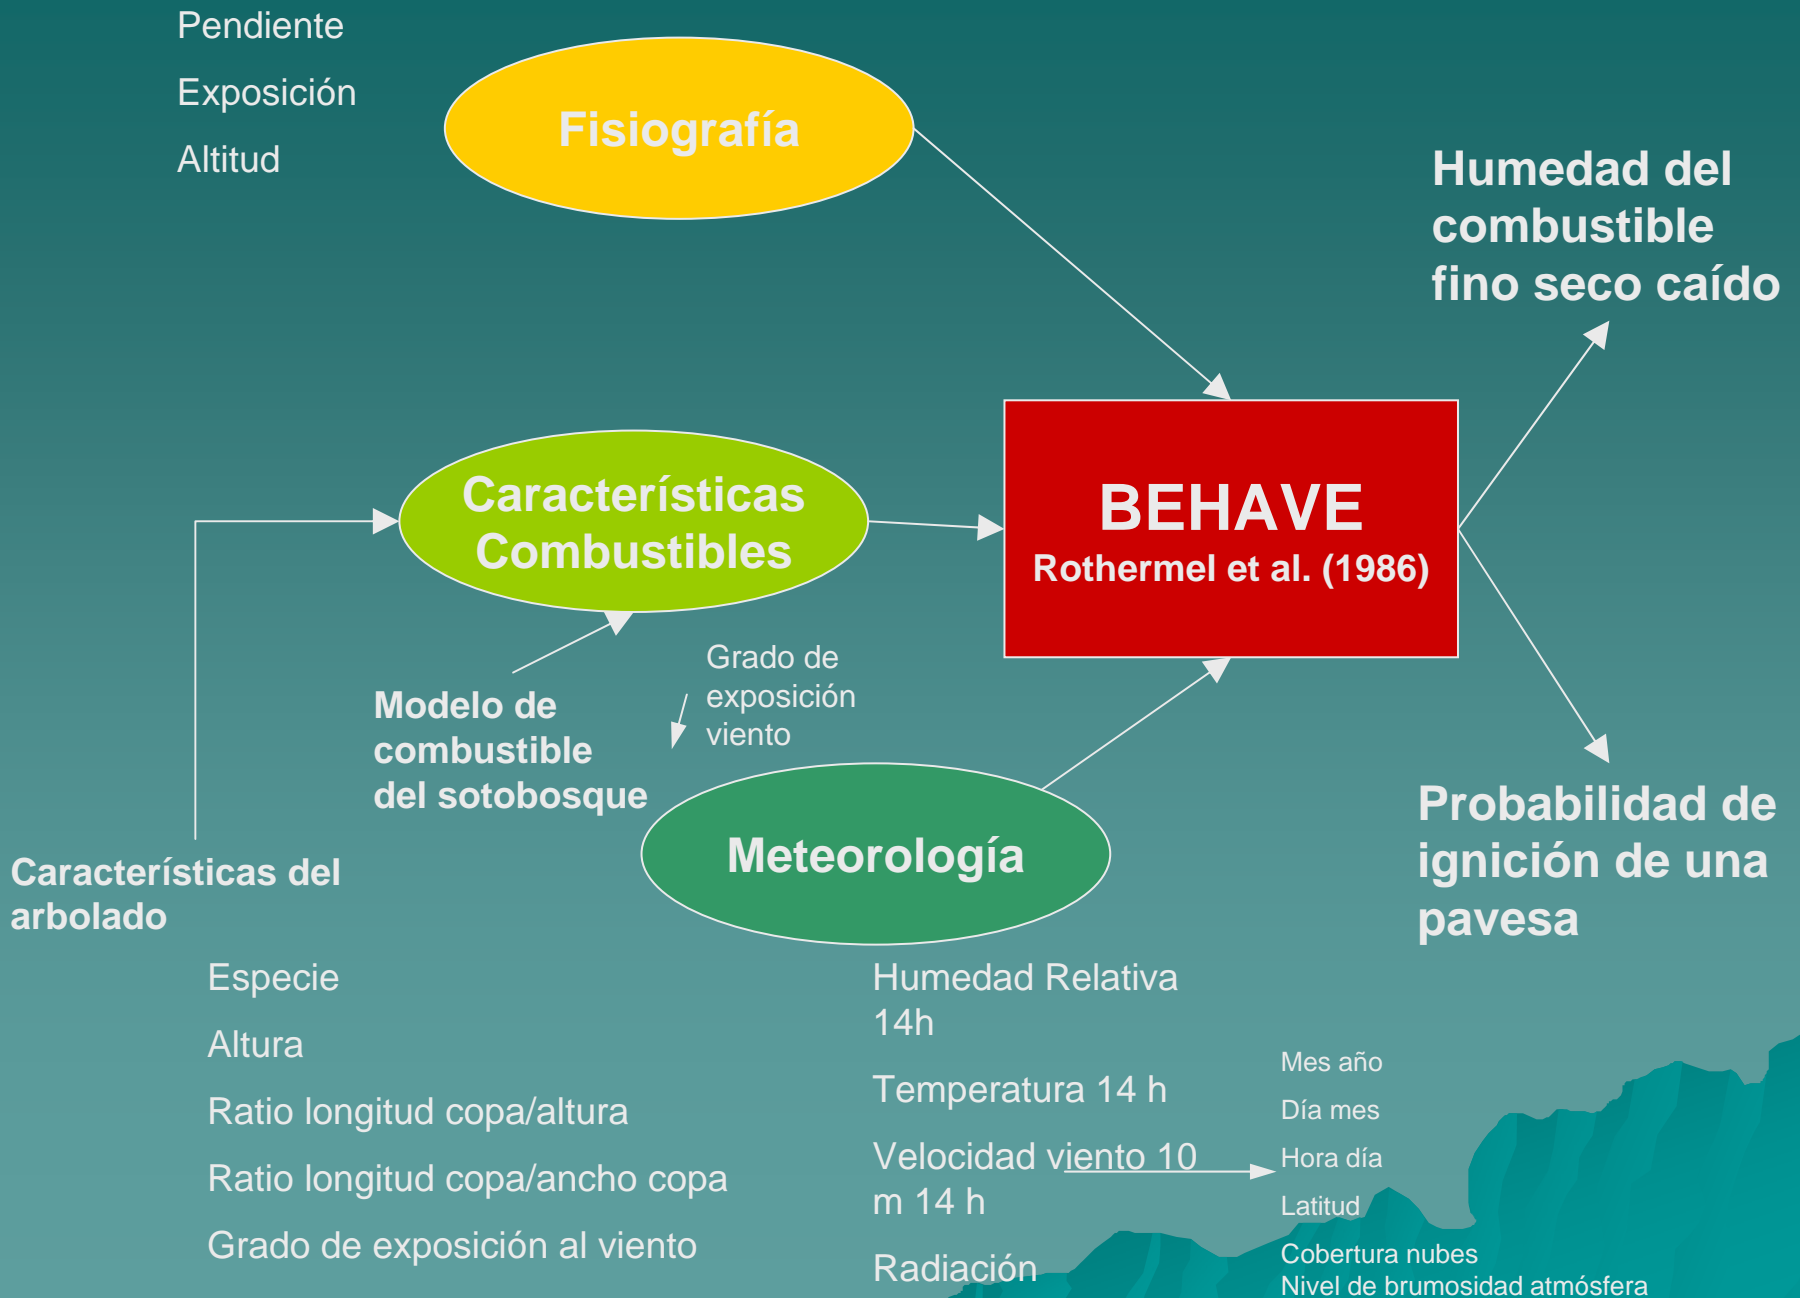 Pendiente
Exposición
Altitud
Fisiografía
Humedad del
combustible
fino seco caído
Características
Combustibles
BEHAVE
Rothermel et al. (1986)
Grado de
exposición
viento
Modelo de
combustible
del sotobosque
Meteorología
Probabilidad de
ignición de una
pavesa
Características del
arbolado
Especie
Altura
Ratio longitud copa/altura
Ratio longitud copa/ancho copa
Grado de exposición al viento
Humedad Relativa
14h
Temperatura 14 h
Velocidad viento 10
m 14 h
Radiación
Mes año
Día mes
Hora día
Latitud
Cobertura nubes
Nivel de brumosidad atmósfera